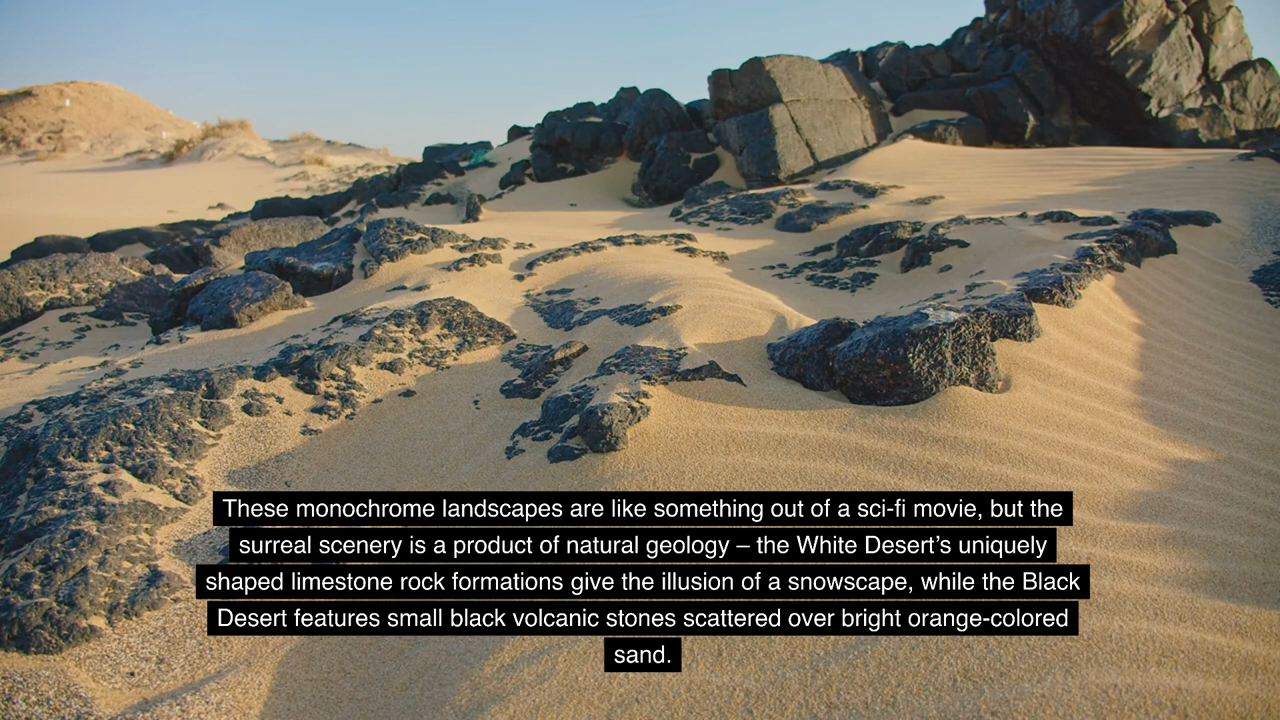 These monochrome landscapes are like something out of a sci-fi movie, but the
surreal scenery is a product of natural geology – the White Desert’s uniquely
shaped limestone rock formations give the illusion of a snowscape, while the Black
Desert features small black volcanic stones scattered over bright orange-colored
sand.